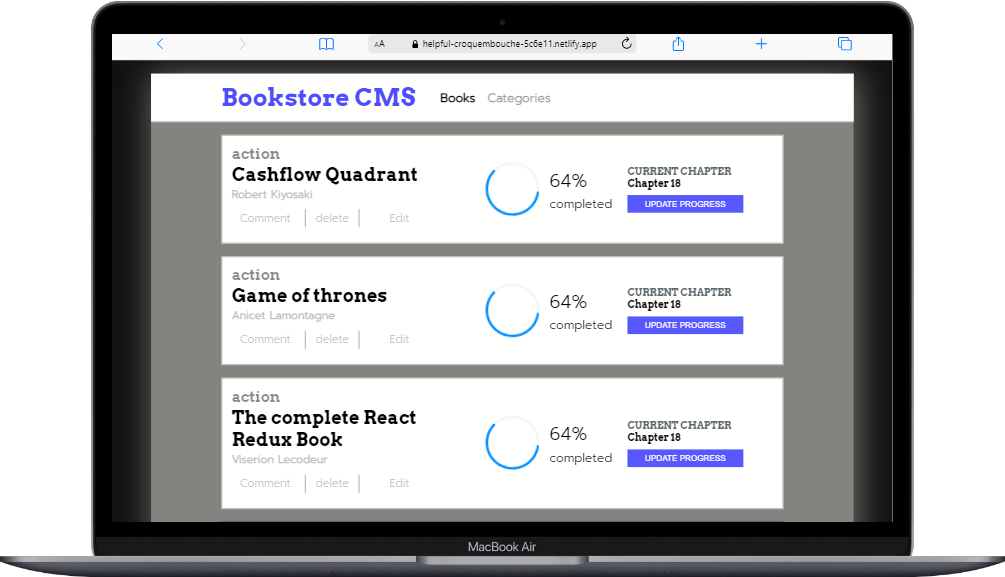 AA helpful-croquembouche-5c6e11.netlify.app
Bookstore CMS Books Categories
action
Cashflow Quadrant
Robert Kiyosaki
Comment delete Edit
64%
completed
CURRENT CHAPTER
Chapter 18
UPDATE PROGRESS
action
Game of thrones
Anicet Lamontagne
Comment delete Edit
64%
completed
CURRENT CHAPTER
Chapter 18
UPDATE PROGRESS
action
The complete React
Redux Book
Viserion Lecodeur
Comment delete Edit
64%
completed
CURRENT CHAPTER
Chapter 18
UPDATE PROGRESS
MacBook Air